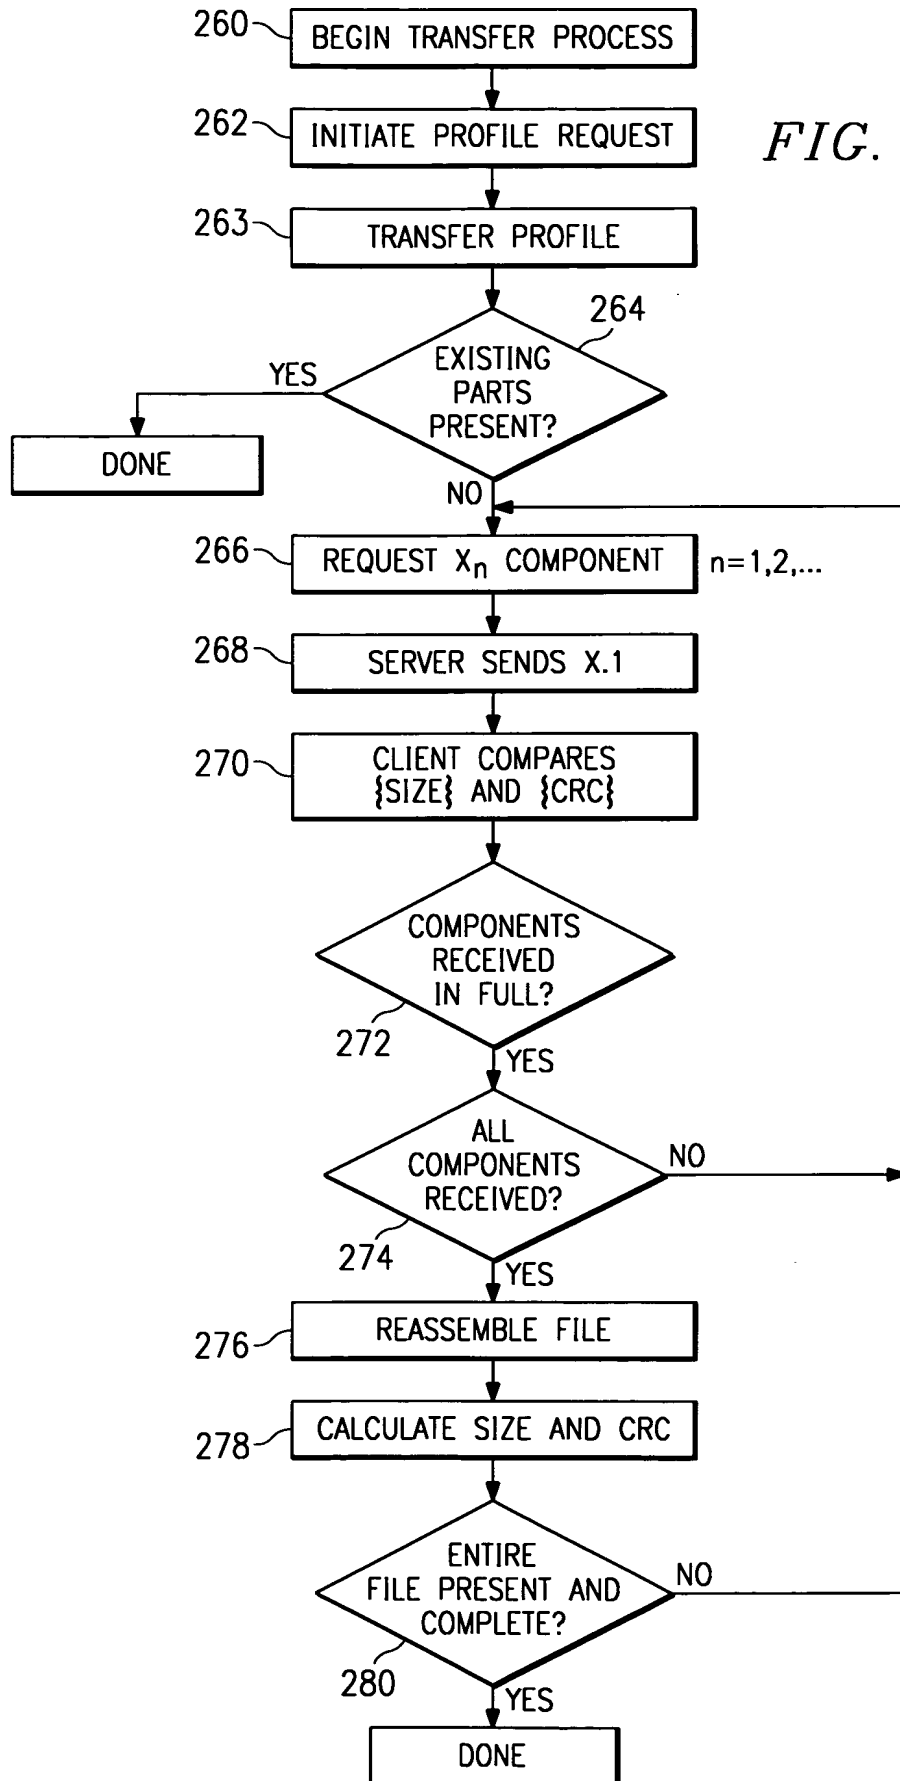 260
BEGIN TRANSFER PROCESS
262
INITIATE PROFILE REQUEST
FIG.
263
TRANSFER PROFILE
264
EXISTING
PARTS
PRESENT?
YES
DONE
NO
266
REQUEST Xn COMPONENT
n=1,2,...
268
SERVER SENDS X.1
270
CLIENT COMPARES
{SIZE} AND {CRC}
COMPONENTS
RECEIVED
IN FULL?
272
YES
ALL
COMPONENTS
RECEIVED?
NO
274
YES
276
REASSEMBLE FILE
278
CALCULATE SIZE AND CRC
ENTIRE
FILE PRESENT AND
COMPLETE?
NO
280
YES
DONE